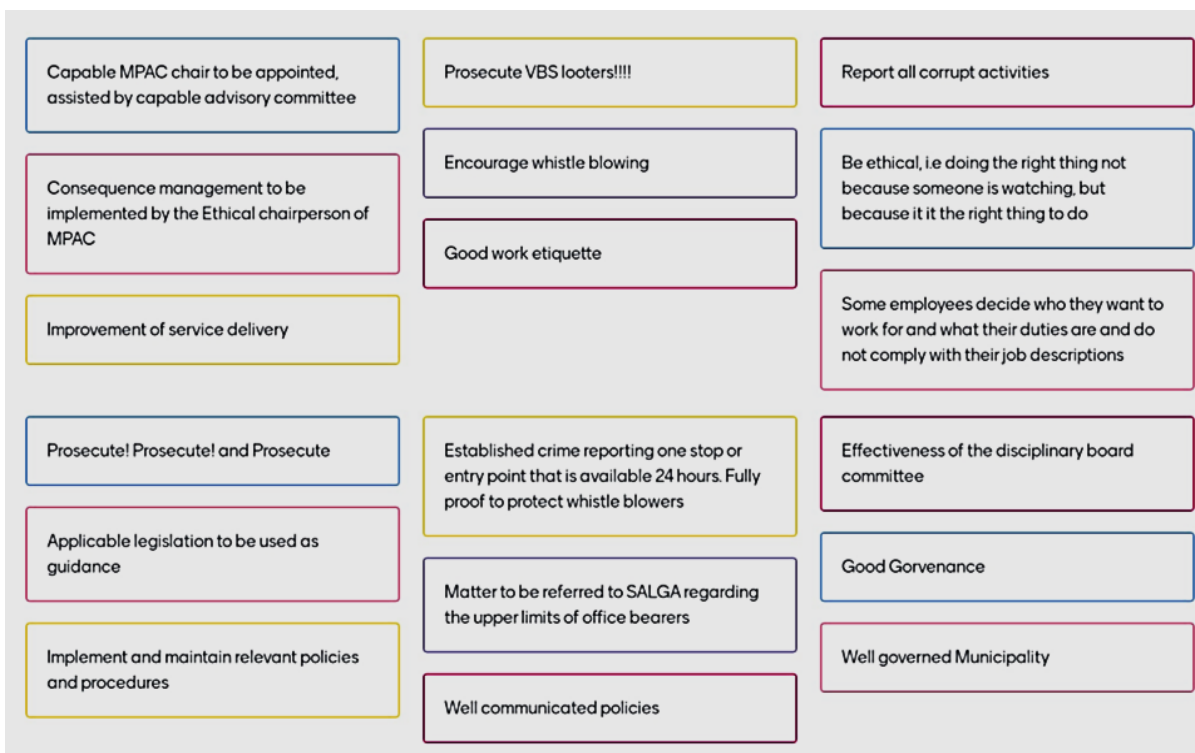 Capable MPAC chair to be appointed,
assisted by capable advisory committee
Consequence management to be
implemented by the Ethical chairperson of
MPAC
Improvement of service delivery
Prosecute VBS looters!!!!
Encourage whistle blowing
Good work etiquette
Report all corrupt activities
Be ethical, i.e doing the right thing not
because someone is watching, but
because it it the right thing to do
Some employees decide who they want to
work for and what their duties are and do
not comply with their job descriptions
Prosecute! Prosecute! and Prosecute
Applicable legislation to be used as
guidance
Implement and maintain relevant policies
and procedures
Established crime reporting one stop or
entry point that is available 24 hours. Fully
proof to protect whistle blowers
Matter to be referred to SALGA regarding
the upper limits of office bearers
Well communicated policies
Effectiveness of the disciplinary board
committee
Good Gorvenance
Well governed Municipality